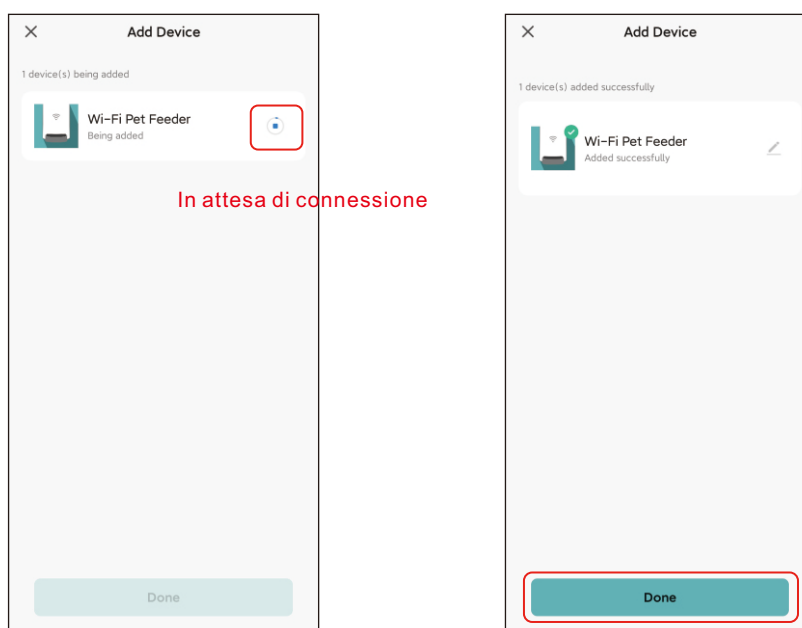 Add Device
1 device(s) being added
Wi-Fi Pet Feeder
Being added
In attesa di connessione
Done
Add Device
1 device(s) added successfully
Wi-Fi Pet Feeder
Added successfully
Done